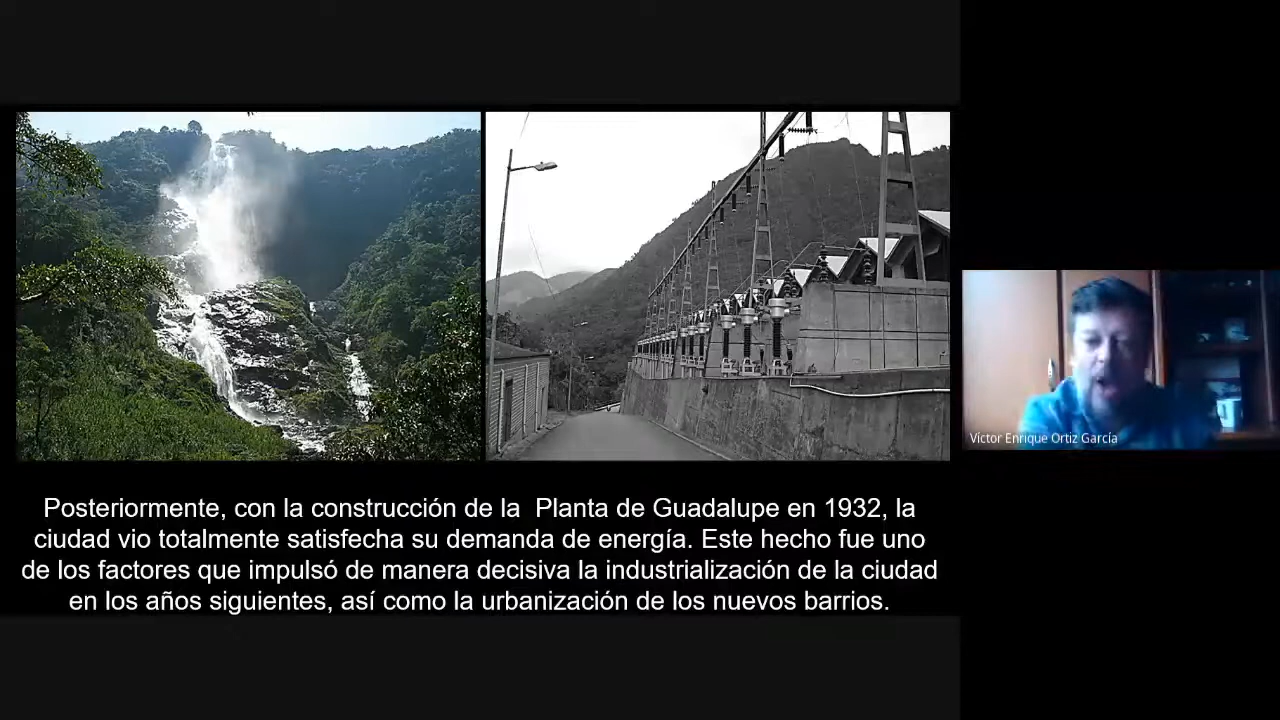 Posteriormente, con la construcción de la Planta de Guadalupe en 1932, la
ciudad vio totalmente satisfecha su demanda de energía. Este hecho fue uno
de los factores que impulsó de manera decisiva la industrialización de la ciudad
en los años siguientes, así como la urbanización de los nuevos barrios.
Víctor Enrique Ortiz García